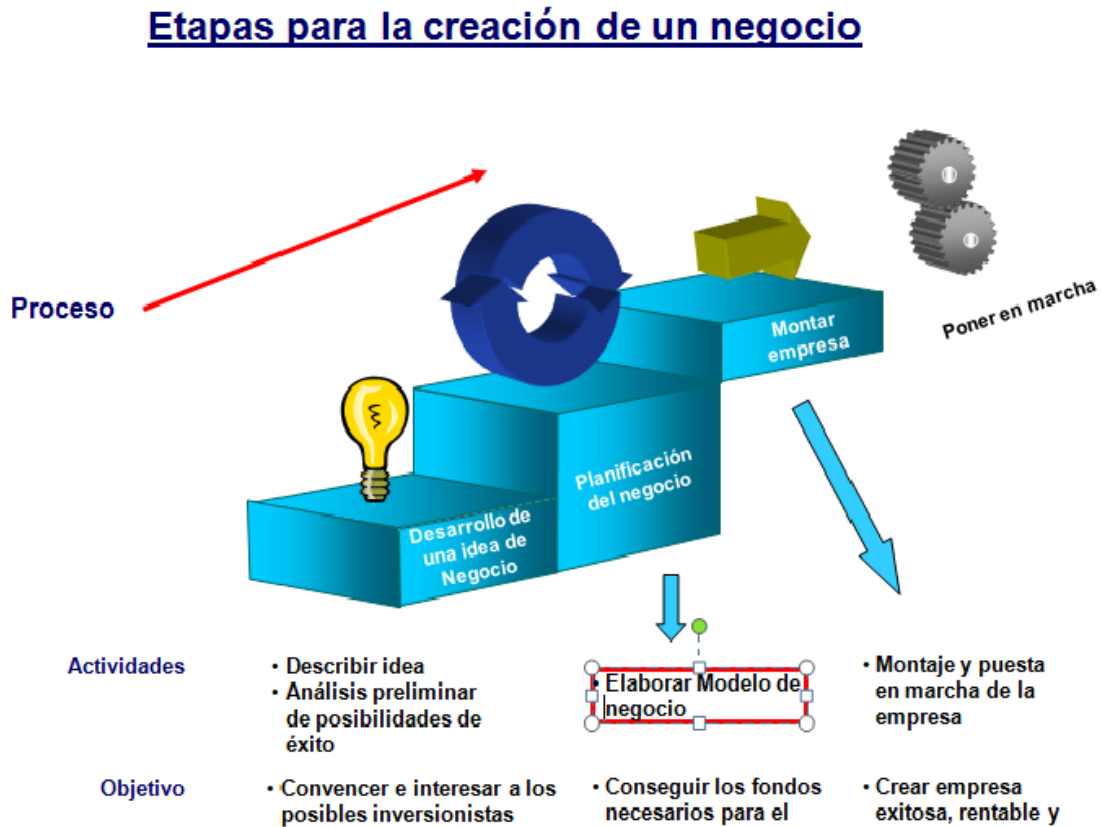 Etapas para la creación de un negocio
Proceso
Poner en marcha
Montar
empresa
Planificación
del negocio
Desarrollo de
una idea de
Negocio
Actividades
• Describir idea
• Análisis preliminar
de posibilidades de
éxito
• Elaborar Modelo de
negocio
• Montaje y puesta
en marcha de la
empresa
Objetivo
• Convencer e interesar a los
posibles inversionistas
• Conseguir los fondos
necesarios para el
• Crear empresa
exitosa, rentable y